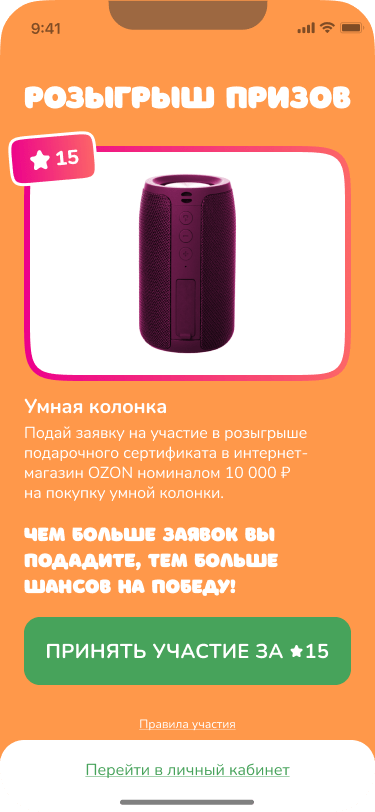 9:41
РОЗЫГРЫШ ПРИЗОВ
15
Умная колонка
Подай заявку на участие в розыгрыше
подарочного сертификата в интернет-
магазин OZON номиналом 10 000 ₽
на покупку умной колонки.
ЧЕМ БОЛЬШЕ ЗАЯВОК ВЫ
ПОДАДИТЕ, ТЕМ БОЛЬШЕ
ШАНСОВ НА ПОБЕДУ!
ПРИНЯТЬ УЧАСТИЕ ЗА ★15
Правила участия
Перейти в личный кабинет